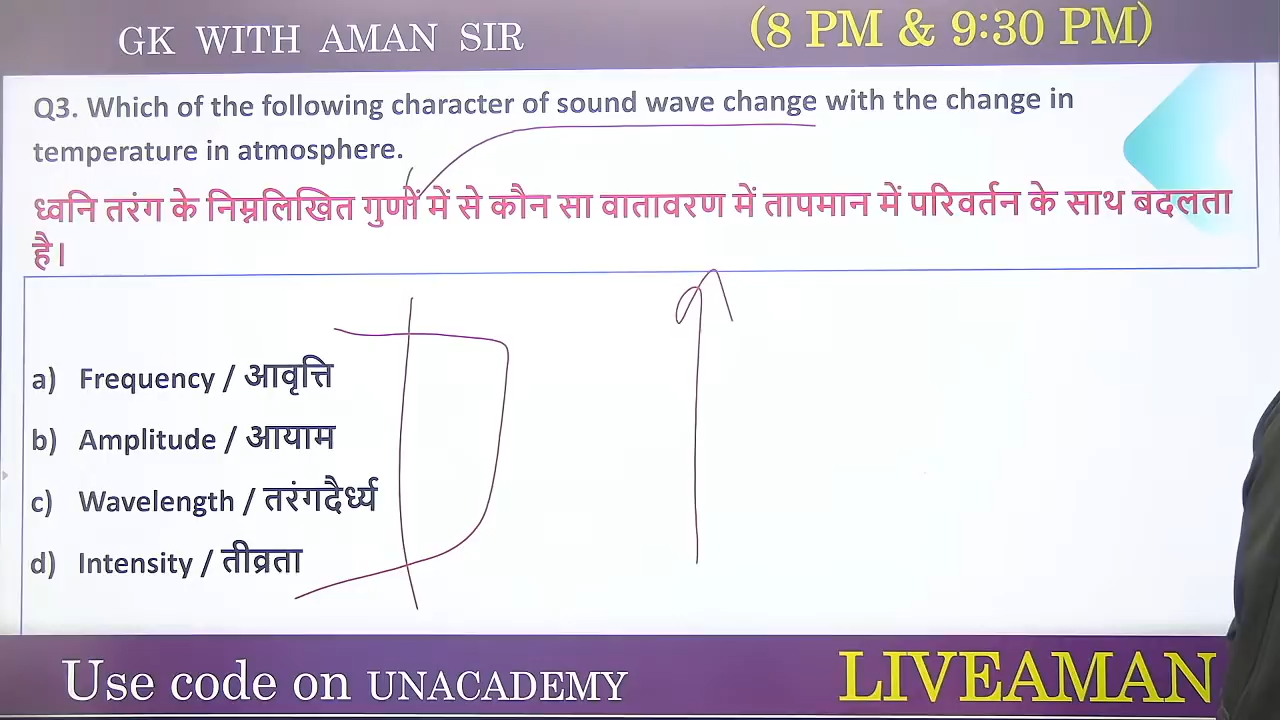 GK WITH AMAN SIR (8 PM & 9:30 PM)
Q3. Which of the following character of sound wave change with the change in
temperature in atmosphere.
ध्वनि तरंग के निम्नलिखित गुणों में से कौन सा वातावरण में तापमान में परिवर्तन के साथ बदलता
है।
a) Frequency / आवृत्ति
b) Amplitude / आयाम
c) Wavelength / तरंगदैर्ध्य
d) Intensity / तीव्रता
Use code on UNACADEMY LIVEAMAN